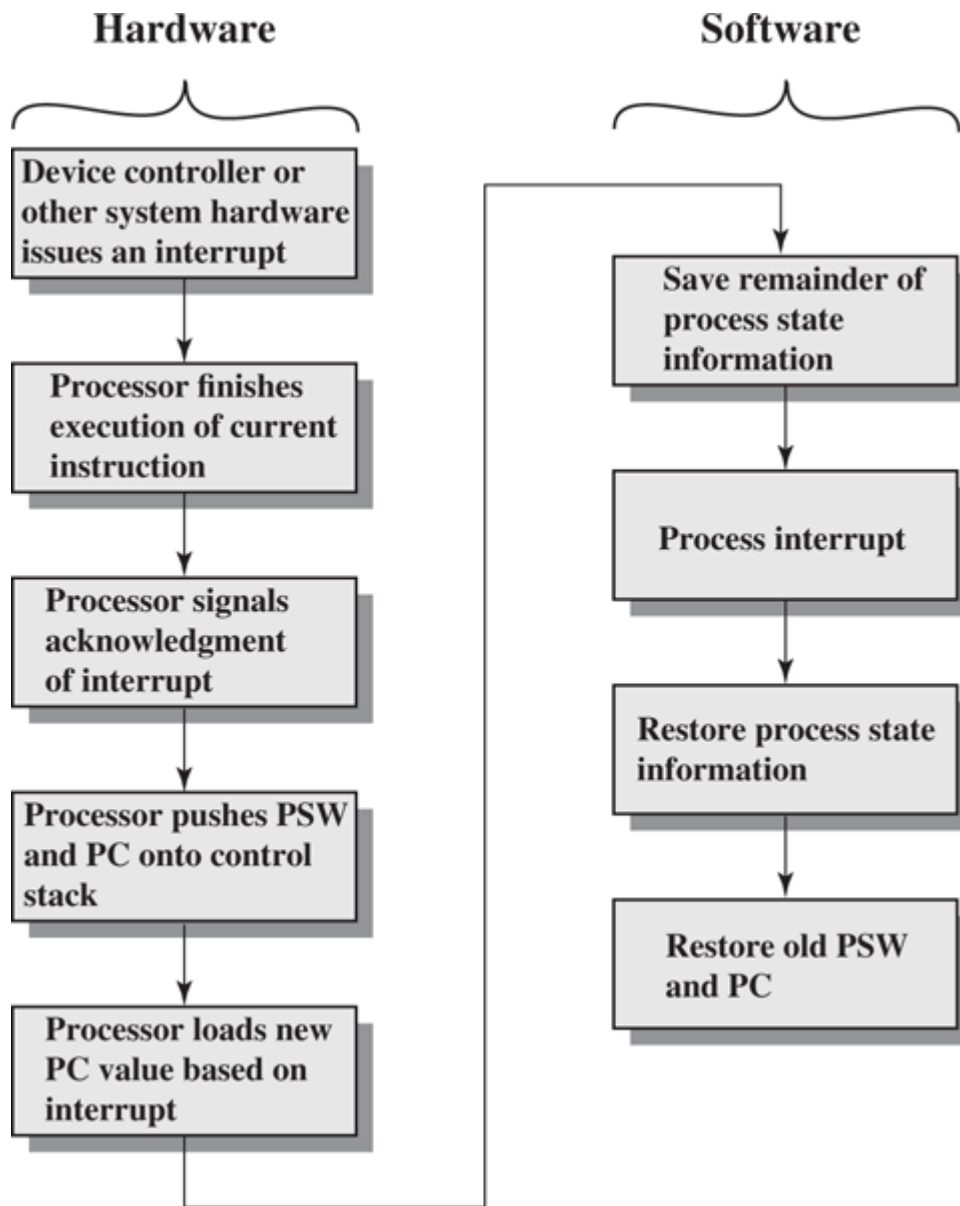 Hardware
Device controller or
other system hardware
issues an interrupt
Processor finishes
execution of current
instruction
Processor signals
acknowledgment
of interrupt
Processor pushes PSW
and PC onto control
stack
Processor loads new
PC value based on
interrupt
Software
Save remainder of
process state
information
Process interrupt
Restore process state
information
Restore old PSW
and PC